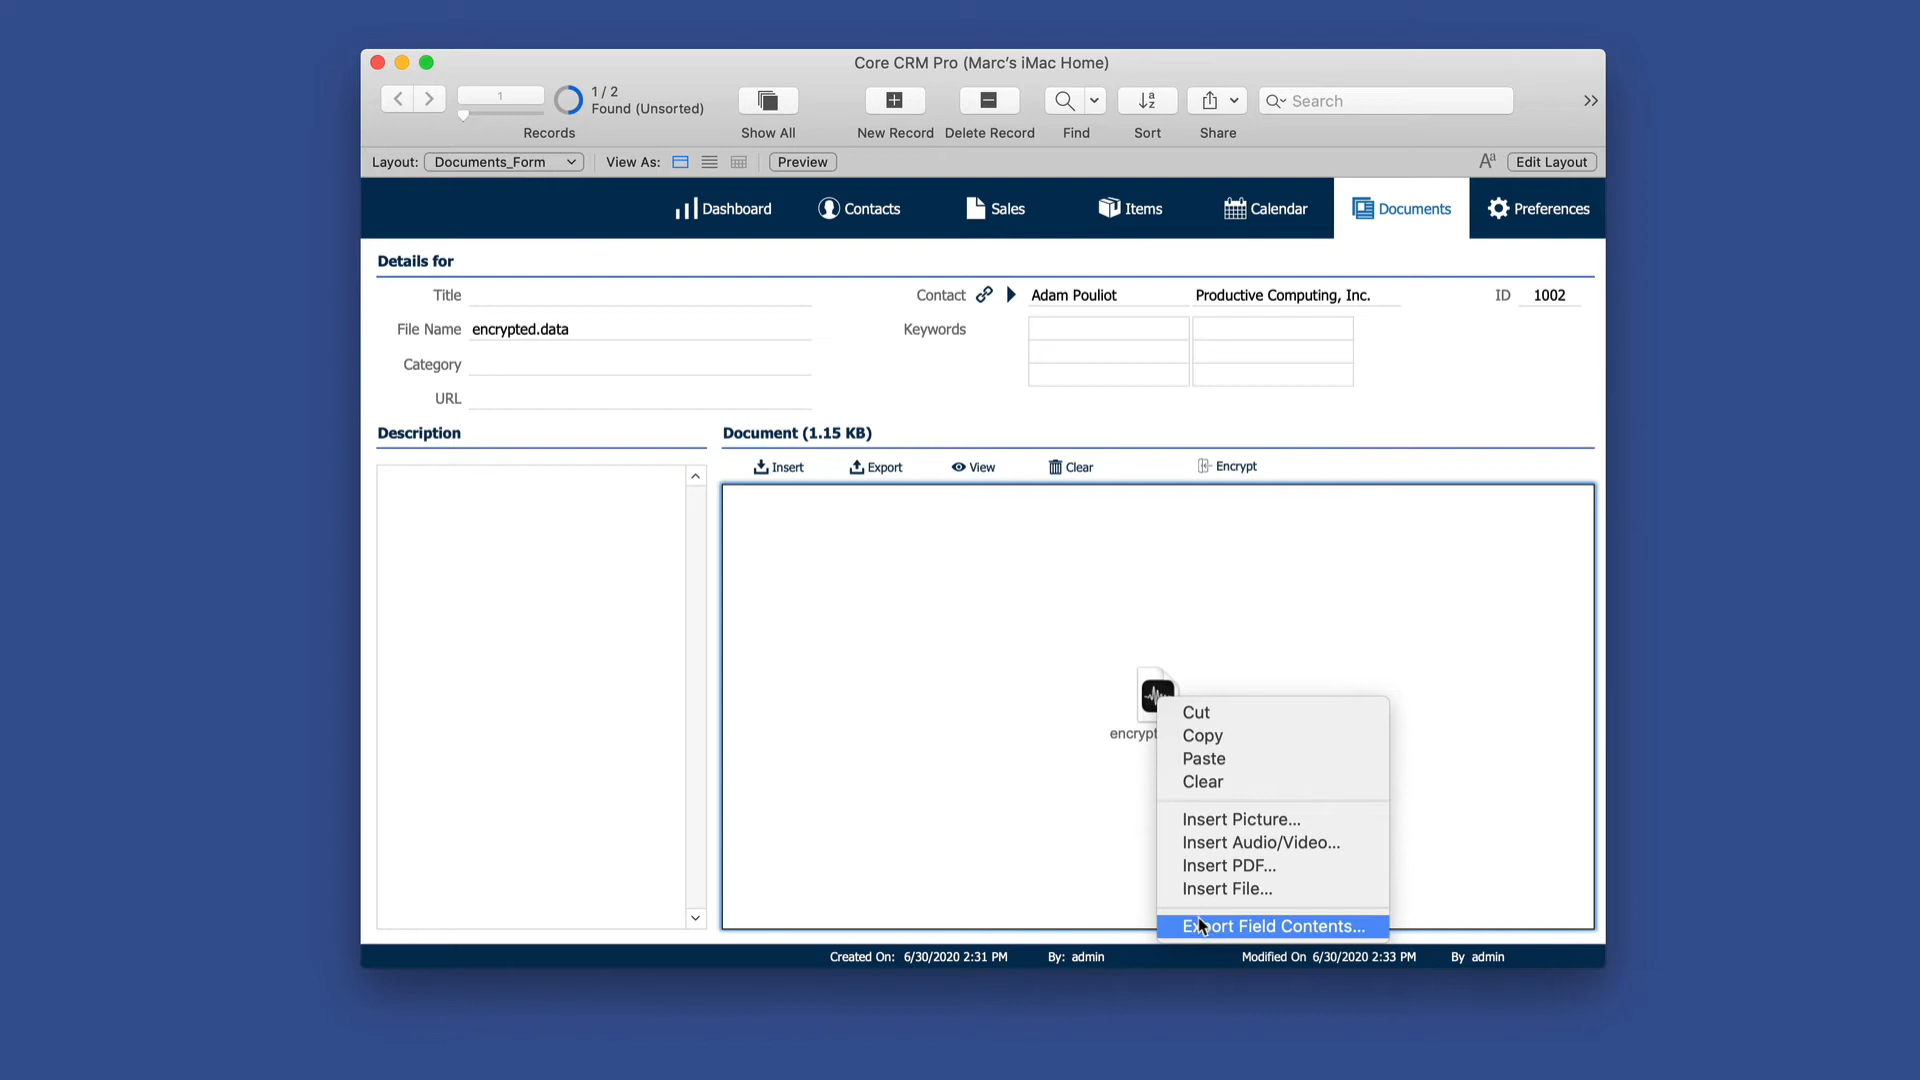 Core CRM Pro (Marc's iMac Home)
1
1 / 2
Found (Unsorted)
Search
Records
Show All
New Record
Delete Record
Find
Sort
Share
Layout: Documents_Form
View As:
Preview
Aª
Edit Layout
Dashboard
Contacts
Sales
Items
Calendar
Documents
Preferences
Details for
Title
Contact
Adam Pouliot
Productive Computing, Inc.
ID 1002
File Name encrypted.data
Keywords
Category
URL
Description
Document (1.15 KB)
Insert
Export
View
Clear
Encrypt
encrypt
Cut
Copy
Paste
Clear
Insert Picture...
Insert Audio/Video...
Insert PDF...
Insert File...
Export Field Contents...
Created On: 6/30/2020 2:31 PM
By: admin
Modified On 6/30/2020 2:33 PM
By admin